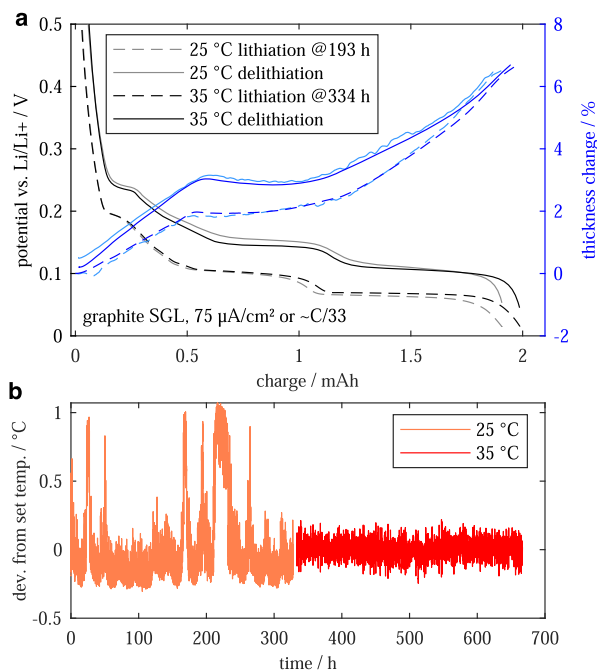 a
25 °C lithiation @193 h
25 °C delithiation
35 °C lithiation @334 h
35 °C delithiation
potential vs. Li/Li+ / V
0.5
0.4
0.3
0.2
0.1
0
thickness change / %
8
6
4
2
0
-2
graphite SGL, 75 µA/cm² or ~C/33
0 0.5 1 1.5 2
charge / mAh
b
25 °C
35 °C
dev. from set temp. / °C
1
0.5
0
-0.5
0 100 200 300 400 500 600 700
time / h